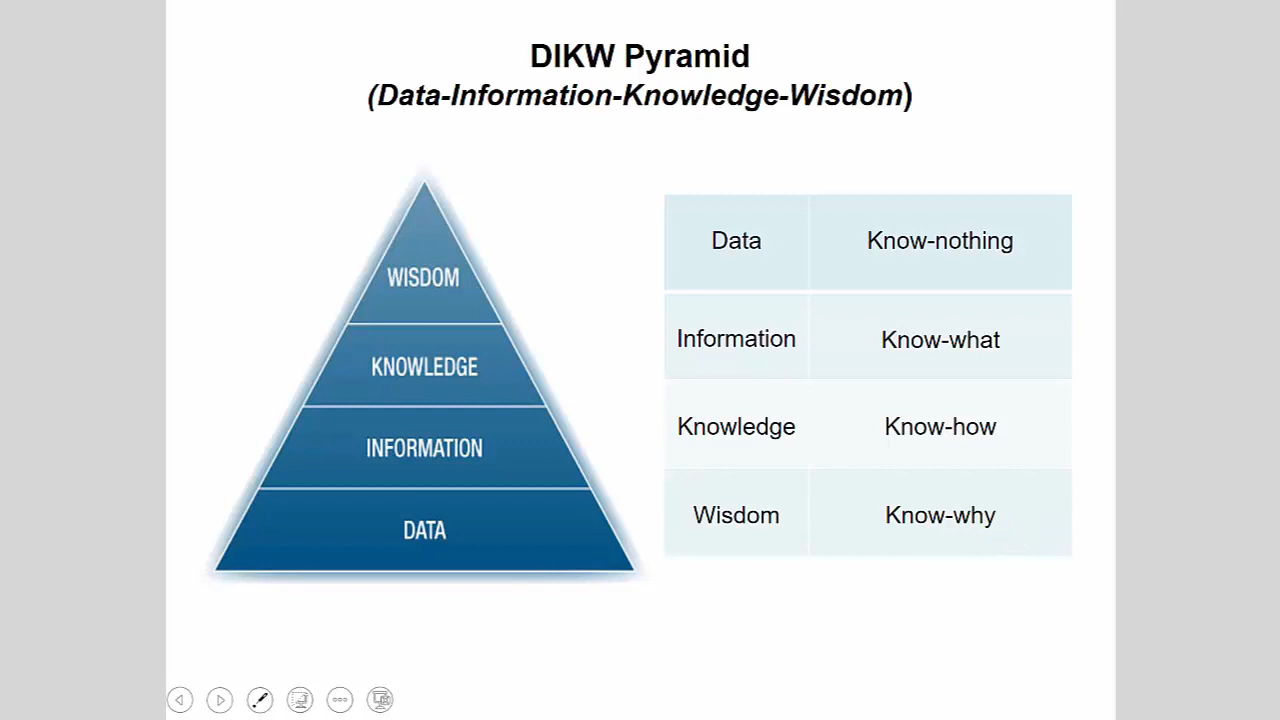 DIKW Pyramid
(Data-Information-Knowledge-Wisdom)
WISDOM
KNOWLEDGE
INFORMATION
DATA
Data Know-nothing
Information Know-what
Knowledge Know-how
Wisdom Know-why